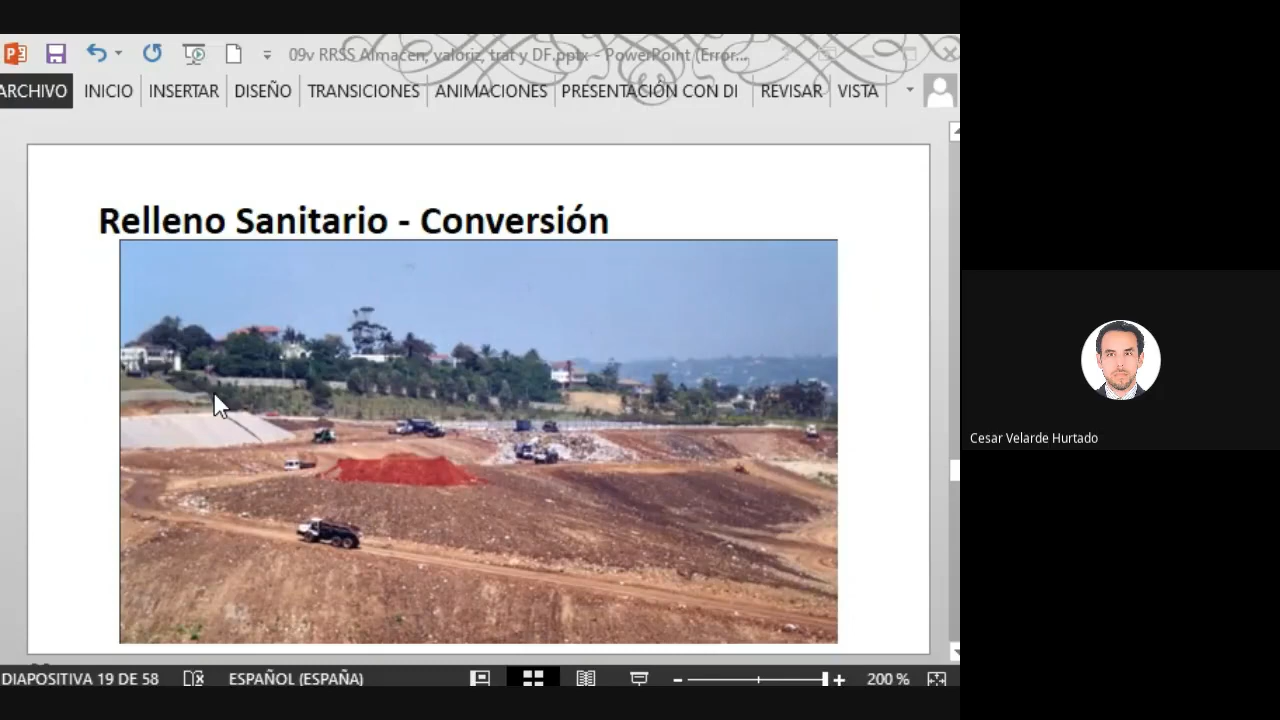 09v RRSS Almacen, valoriz, trat y DF.pptx - PowerPoint (Error...
ARCHIVO INICIO INSERTAR DISEÑO TRANSICIONES ANIMACIONES PRESENTACIÓN CON DI REVISAR VISTA
Relleno Sanitario - Conversión
Cesar Velarde Hurtado
DIAPOSITIVA 19 DE 58 ESPAÑOL (ESPAÑA) 200 %